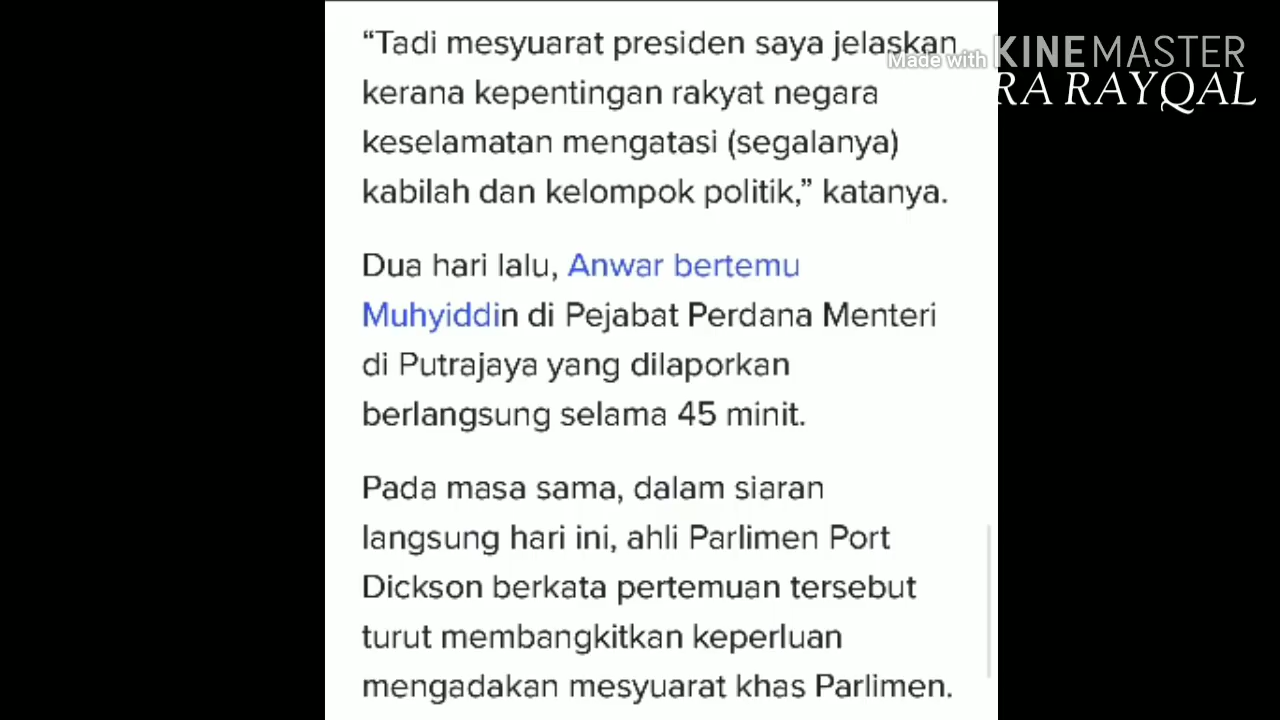 “Tadi mesyuarat presiden saya jelaskan
Made with KINEMASTER
kerana kepentingan rakyat negara
RA RAYQAL
keselamatan mengatasi (segalanya)
kabilah dan kelompok politik,” katanya.
Dua hari lalu, Anwar bertemu
Muhyiddin di Pejabat Perdana Menteri
di Putrajaya yang dilaporkan
berlangsung selama 45 minit.
Pada masa sama, dalam siaran
langsung hari ini, ahli Parlimen Port
Dickson berkata pertemuan tersebut
turut membangkitkan keperluan
mengadakan mesyuarat khas Parlimen.